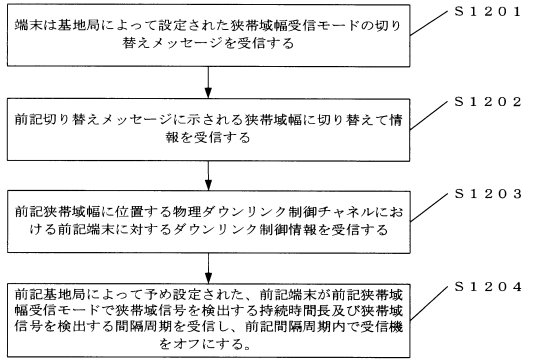 端末は基地局によって設定された狭帯域幅受信モードの切り
替えメッセージを受信する
S1201
前記切り替えメッセージに示される狭帯域幅に切り替えて情
報を受信する
S1202
前記狭帯域幅に位置する物理ダウンリンク制御チャネルにお
ける前記端末に対するダウンリンク制御情報を受信する
S1203
前記基地局によって予め設定された、前記端末が前記狭帯域
幅受信モードで狭帯域信号を検出する持続時間長及び狭帯域
信号を検出する間隔周期を受信し、前記間隔周期内で受信機
をオフにする。
S1204